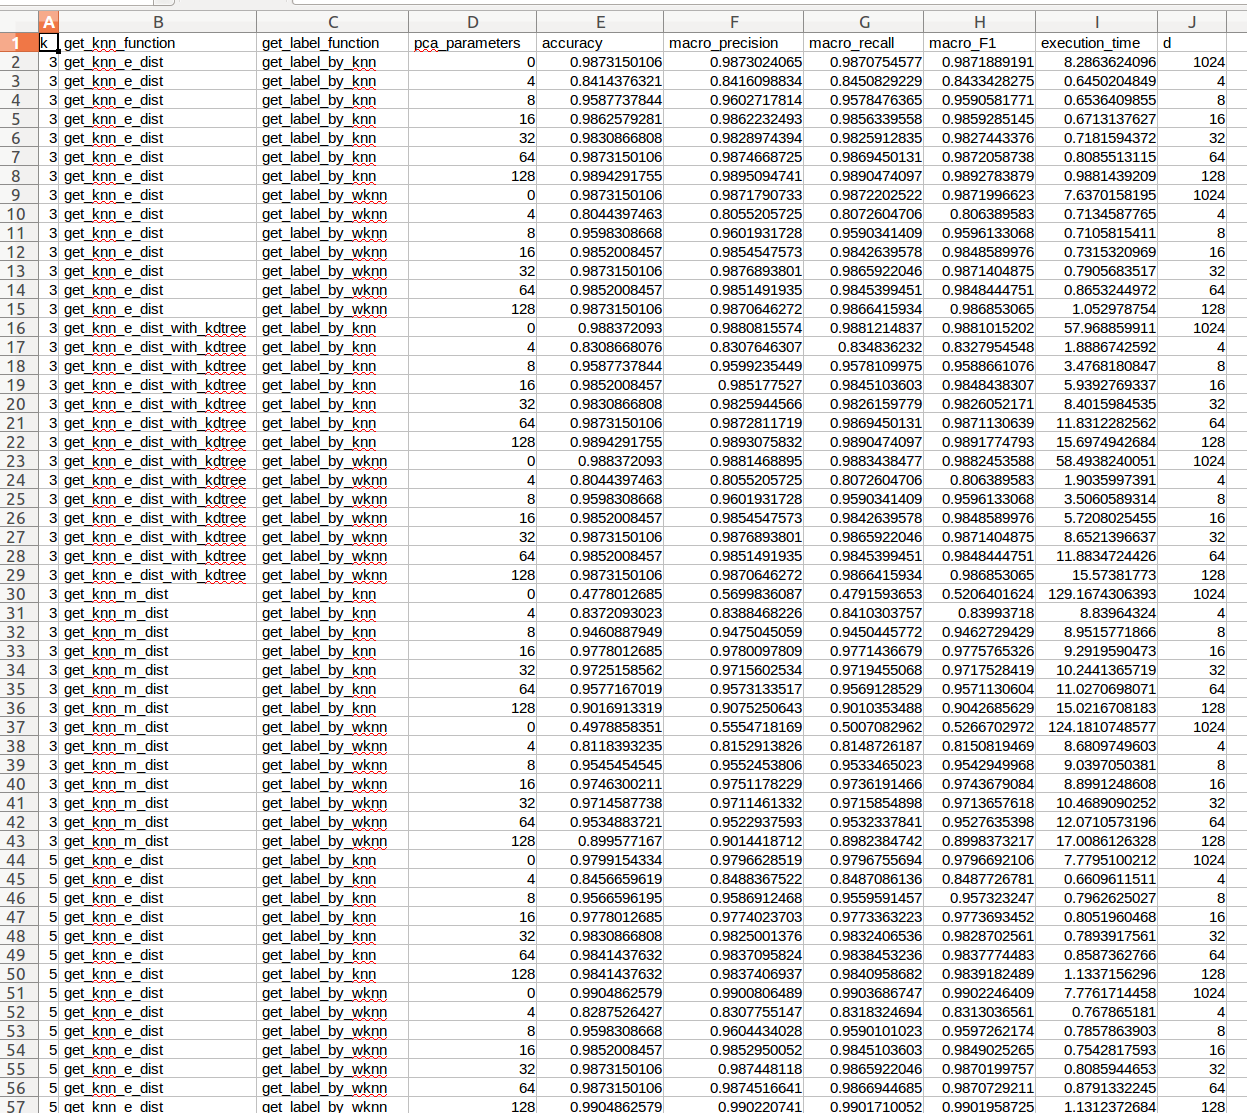 A B C D E F G H I J
1 k get_knn_function get_label_function pca_parameters accuracy macro_precision macro_recall macro_F1 execution_time d
2 3 get_knn_e_dist get_label_by_knn 0 0.9873150106 0.9873024065 0.9870754577 0.9871889191 8.2863624096 1024
3 3 get_knn_e_dist get_label_by_knn 4 0.8414376321 0.8416098834 0.8450829229 0.8433428275 0.6450204849 4
4 3 get_knn_e_dist get_label_by_knn 8 0.9587737844 0.9602717814 0.9578476365 0.9590581771 0.6536409855 8
5 3 get_knn_e_dist get_label_by_knn 16 0.9862579281 0.9862232493 0.9856339558 0.9859285145 0.6713137627 16
6 3 get_knn_e_dist get_label_by_knn 32 0.9830866808 0.9828974394 0.9825912835 0.9827443376 0.7181594372 32
7 3 get_knn_e_dist get_label_by_knn 64 0.9873150106 0.9874668725 0.9869450131 0.9872058738 0.8085513115 64
8 3 get_knn_e_dist get_label_by_knn 128 0.9894291755 0.9895094741 0.9890474097 0.9892783879 0.9881439209 128
9 3 get_knn_e_dist get_label_by_wknn 0 0.9873150106 0.9871790733 0.9872202522 0.9871996623 7.6370158195 1024
10 3 get_knn_e_dist get_label_by_wknn 4 0.8044397463 0.8055205725 0.8072604706 0.806389583 0.7134587765 4
11 3 get_knn_e_dist get_label_by_wknn 8 0.9598308668 0.9601931728 0.9590341409 0.9596133068 0.7105815411 8
12 3 get_knn_e_dist get_label_by_wknn 16 0.9852008457 0.9854547573 0.9842639578 0.9848589976 0.7315320969 16
13 3 get_knn_e_dist get_label_by_wknn 32 0.9873150106 0.9876893801 0.9865922046 0.9871404875 0.7905683517 32
14 3 get_knn_e_dist get_label_by_wknn 64 0.9852008457 0.9851491935 0.9845399451 0.9848444751 0.8653244972 64
15 3 get_knn_e_dist get_label_by_wknn 128 0.9873150106 0.9870646272 0.9866415934 0.986853065 1.052978754 128
16 3 get_knn_e_dist_with_kdtree get_label_by_knn 0 0.988372093 0.9880815574 0.9881214837 0.9881015202 57.968859911 1024
17 3 get_knn_e_dist_with_kdtree get_label_by_knn 4 0.8308668076 0.8307646307 0.834836232 0.8327954548 1.8886742592 4
18 3 get_knn_e_dist_with_kdtree get_label_by_knn 8 0.9587737844 0.9599235449 0.9578109975 0.9588661076 3.4768180847 8
19 3 get_knn_e_dist_with_kdtree get_label_by_knn 16 0.9852008457 0.985177527 0.9845103603 0.9848438307 5.9392769337 16
20 3 get_knn_e_dist_with_kdtree get_label_by_knn 32 0.9830866808 0.9825944566 0.9826159779 0.9826052171 8.4015984535 32
21 3 get_knn_e_dist_with_kdtree get_label_by_knn 64 0.9873150106 0.9872811719 0.9869450131 0.9871130639 11.8312282562 64
22 3 get_knn_e_dist_with_kdtree get_label_by_knn 128 0.9894291755 0.9893075832 0.9890474097 0.9891774793 15.6974942684 128
23 3 get_knn_e_dist_with_kdtree get_label_by_wknn 0 0.988372093 0.9881468895 0.9883438477 0.9882453588 58.4938240051 1024
24 3 get_knn_e_dist_with_kdtree get_label_by_wknn 4 0.8044397463 0.8055205725 0.8072604706 0.806389583 1.9035997391 4
25 3 get_knn_e_dist_with_kdtree get_label_by_wknn 8 0.9598308668 0.9601931728 0.9590341409 0.9596133068 3.5060589314 8
26 3 get_knn_e_dist_with_kdtree get_label_by_wknn 16 0.9852008457 0.9854547573 0.9842639578 0.9848589976 5.7208025455 16
27 3 get_knn_e_dist_with_kdtree get_label_by_wknn 32 0.9873150106 0.9876893801 0.9865922046 0.9871404875 8.6521396637 32
28 3 get_knn_e_dist_with_kdtree get_label_by_wknn 64 0.9852008457 0.9851491935 0.9845399451 0.9848444751 11.8834724426 64
29 3 get_knn_e_dist_with_kdtree get_label_by_wknn 128 0.9873150106 0.9870646272 0.9866415934 0.986853065 15.57381773 128
30 3 get_knn_m_dist get_label_by_knn 0 0.4778012685 0.5699836087 0.4791593653 0.5206401624 129.1674306393 1024
31 3 get_knn_m_dist get_label_by_knn 4 0.8372093023 0.8388468226 0.8410303757 0.83993718 8.83964324 4
32 3 get_knn_m_dist get_label_by_knn 8 0.9460887949 0.9475045059 0.9450445772 0.9462729429 8.9515771866 8
33 3 get_knn_m_dist get_label_by_knn 16 0.9778012685 0.9780097809 0.9771436679 0.9775765326 9.2919590473 16
34 3 get_knn_m_dist get_label_by_knn 32 0.9725158562 0.9715602534 0.9719455068 0.9717528419 10.2441365719 32
35 3 get_knn_m_dist get_label_by_knn 64 0.9577167019 0.9573133517 0.9569128529 0.9571130604 11.0270698071 64
36 3 get_knn_m_dist get_label_by_knn 128 0.9016913319 0.9075250643 0.9010353488 0.9042685629 15.0216708183 128
37 3 get_knn_m_dist get_label_by_wknn 0 0.4978858351 0.5554718169 0.5007082962 0.5266702972 124.1810748577 1024
38 3 get_knn_m_dist get_label_by_wknn 4 0.8118393235 0.8152913826 0.8148726187 0.8150819469 8.6809749603 4
39 3 get_knn_m_dist get_label_by_wknn 8 0.9545454545 0.9552453806 0.9533465023 0.9542949968 9.0397050381 8
40 3 get_knn_m_dist get_label_by_wknn 16 0.9746300211 0.9751178229 0.9736191466 0.9743679084 8.8991248608 16
41 3 get_knn_m_dist get_label_by_wknn 32 0.9714587738 0.9711461332 0.9715854898 0.9713657618 10.4689090252 32
42 3 get_knn_m_dist get_label_by_wknn 64 0.9534883721 0.9522937593 0.9532337841 0.9527635398 12.0710573196 64
43 3 get_knn_m_dist get_label_by_wknn 128 0.899577167 0.9014418712 0.8982384742 0.8998373217 17.0086126328 128
44 5 get_knn_e_dist get_label_by_knn 0 0.9799154334 0.9796628519 0.9796755694 0.9796692106 7.7795100212 1024
45 5 get_knn_e_dist get_label_by_knn 4 0.8456659619 0.8488367522 0.8487086136 0.8487726781 0.6609611511 4
46 5 get_knn_e_dist get_label_by_knn 8 0.9566596195 0.9586912468 0.9559591457 0.957323247 0.7962625027 8
47 5 get_knn_e_dist get_label_by_knn 16 0.9778012685 0.9774023703 0.9773363223 0.9773693452 0.8051960468 16
48 5 get_knn_e_dist get_label_by_knn 32 0.9830866808 0.9825001376 0.9832406536 0.9828702561 0.7893917561 32
49 5 get_knn_e_dist get_label_by_knn 64 0.9841437632 0.9837095824 0.9838453236 0.9837774483 0.8587362766 64
50 5 get_knn_e_dist get_label_by_knn 128 0.9841437632 0.9837406937 0.9840958682 0.9839182489 1.1337156296 128
51 5 get_knn_e_dist get_label_by_wknn 0 0.9904862579 0.9900806489 0.9903686747 0.9902246409 7.7761714458 1024
52 5 get_knn_e_dist get_label_by_wknn 4 0.8287526427 0.8307755147 0.8318324694 0.8313036561 0.767865181 4
53 5 get_knn_e_dist get_label_by_wknn 8 0.9598308668 0.9604434028 0.9590101023 0.9597262174 0.7857863903 8
54 5 get_knn_e_dist get_label_by_wknn 16 0.9852008457 0.9852950052 0.9845103603 0.9849025265 0.7542817593 16
55 5 get_knn_e_dist get_label_by_wknn 32 0.9873150106 0.987448118 0.9865922046 0.9870199757 0.8085944653 32
56 5 get_knn_e_dist get_label_by_wknn 64 0.9873150106 0.9874516641 0.9866944685 0.9870729211 0.8791332245 64
57 5 get_knn_e_dist get_label_by_wknn 128 0.9904862579 0.990220741 0.9901710052 0.9901958725 1.1312372684 128